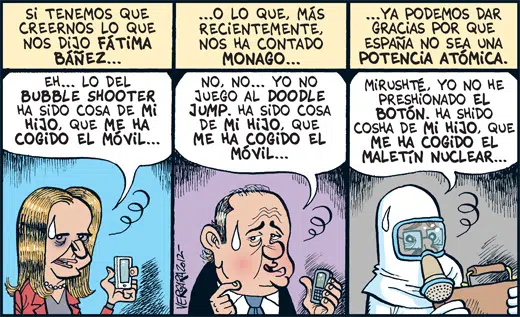 SI TENEMOS QUE
CREERNOS LO QUE
NOS DIJO FÁTIMA
BÁÑEZ...
EH... LO DEL
BUBBLE SHOOTER
HA SIDO COSA DE MI
HIJO, QUE ME HA
COGIDO EL MÓVIL...
...O LO QUE, MÁS
RECIENTEMENTE,
NOS HA CONTADO
MONAGO...
NO, NO... YO NO
JUEGO AL DOODLE
JUMP. HA SIDO COSA
DE MI HIJO, QUE
ME HA COGIDO EL
MÓVIL...
VERGARA 2012-
...YA PODEMOS DAR
GRACIAS POR QUE
ESPAÑA NO SEA UNA
POTENCIA ATÓMICA.
MIRUSHTÉ, YO NO HE
PRESHIONADO EL
BOTÓN. HA SHIDO
COSHA DE MI HIJO, QUE
ME HA COGIDO EL
MALETÍN NUCLEAR...